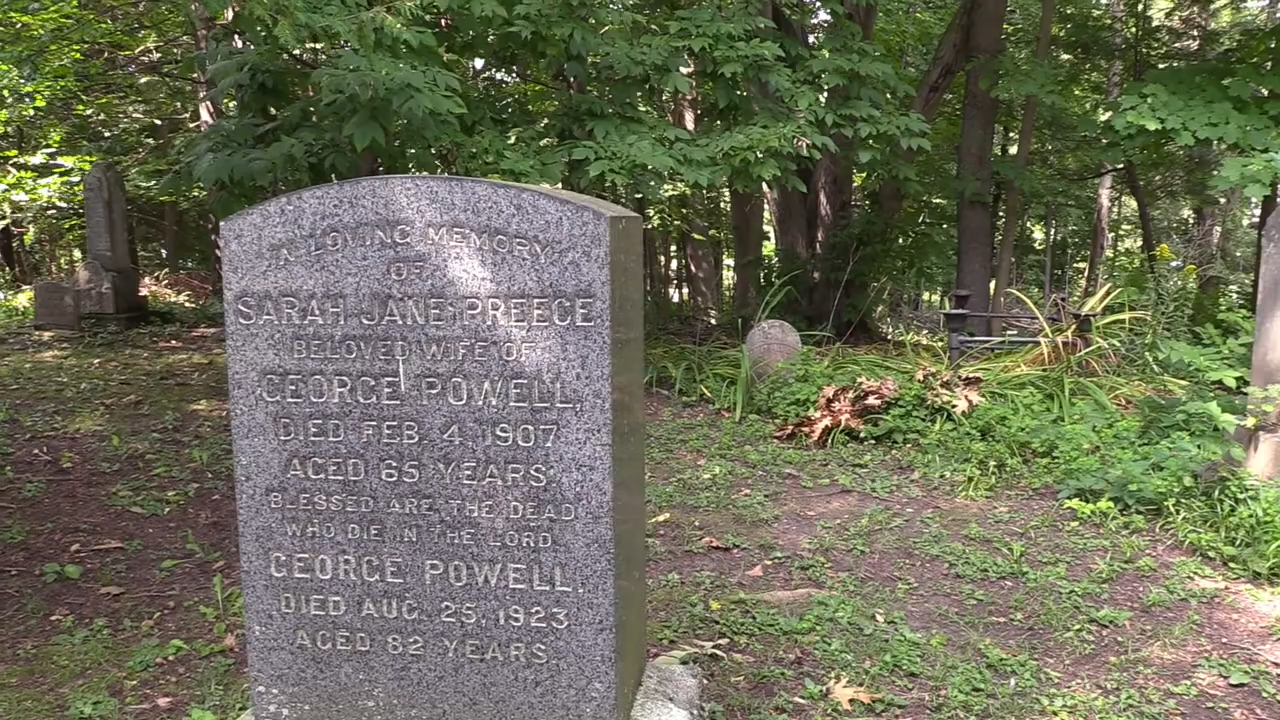 IN LOVING MEMORY
OF
SARAH JANE PREECE
BELOVED WIFE OF
GEORGE POWELL,
DIED FEB. 4, 1907
AGED 65 YEARS.
BLESSED ARE THE DEAD
WHO DIE IN THE LORD
GEORGE POWELL,
DIED AUG. 25, 1923
AGED 82 YEARS.